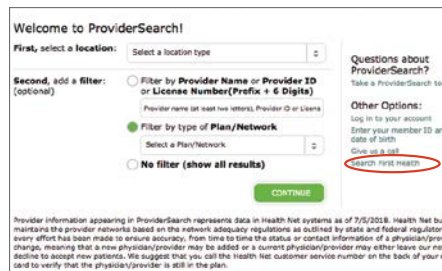 Welcome to ProviderSearch!
First, select a location:
Select a location type
Second, add a filter:
(optional)
Filter by Provider Name or Provider ID
or License Number(Prefix + 6 Digits)
Provider name (at least two letters), Provider ID or Licens
Filter by type of Plan/Network
Select a Plan/Network
No filter (show all results)
CONTINUE
Questions about
ProviderSearch?
Take a ProviderSearch to
Other Options:
Log in to your account
Enter your member ID an
date of birth
Give us a call
Search First Health
Provider information appearing in ProviderSearch represents data in Health Net systems as of 7/5/2018. Health Net bu
maintains the provider networks based on the network adequacy regulations as outlined by state and federal regulator
every effort has been made to ensure accuracy, from time to time the status or contact information of a physician/prov
change, meaning that a new physician/provider may be added or a current physician/provider may either leave our net
decline to accept new patients. We suggest that you call the Health Net customer service number on the back of your m
card to verify that the physician/provider is still in the plan.